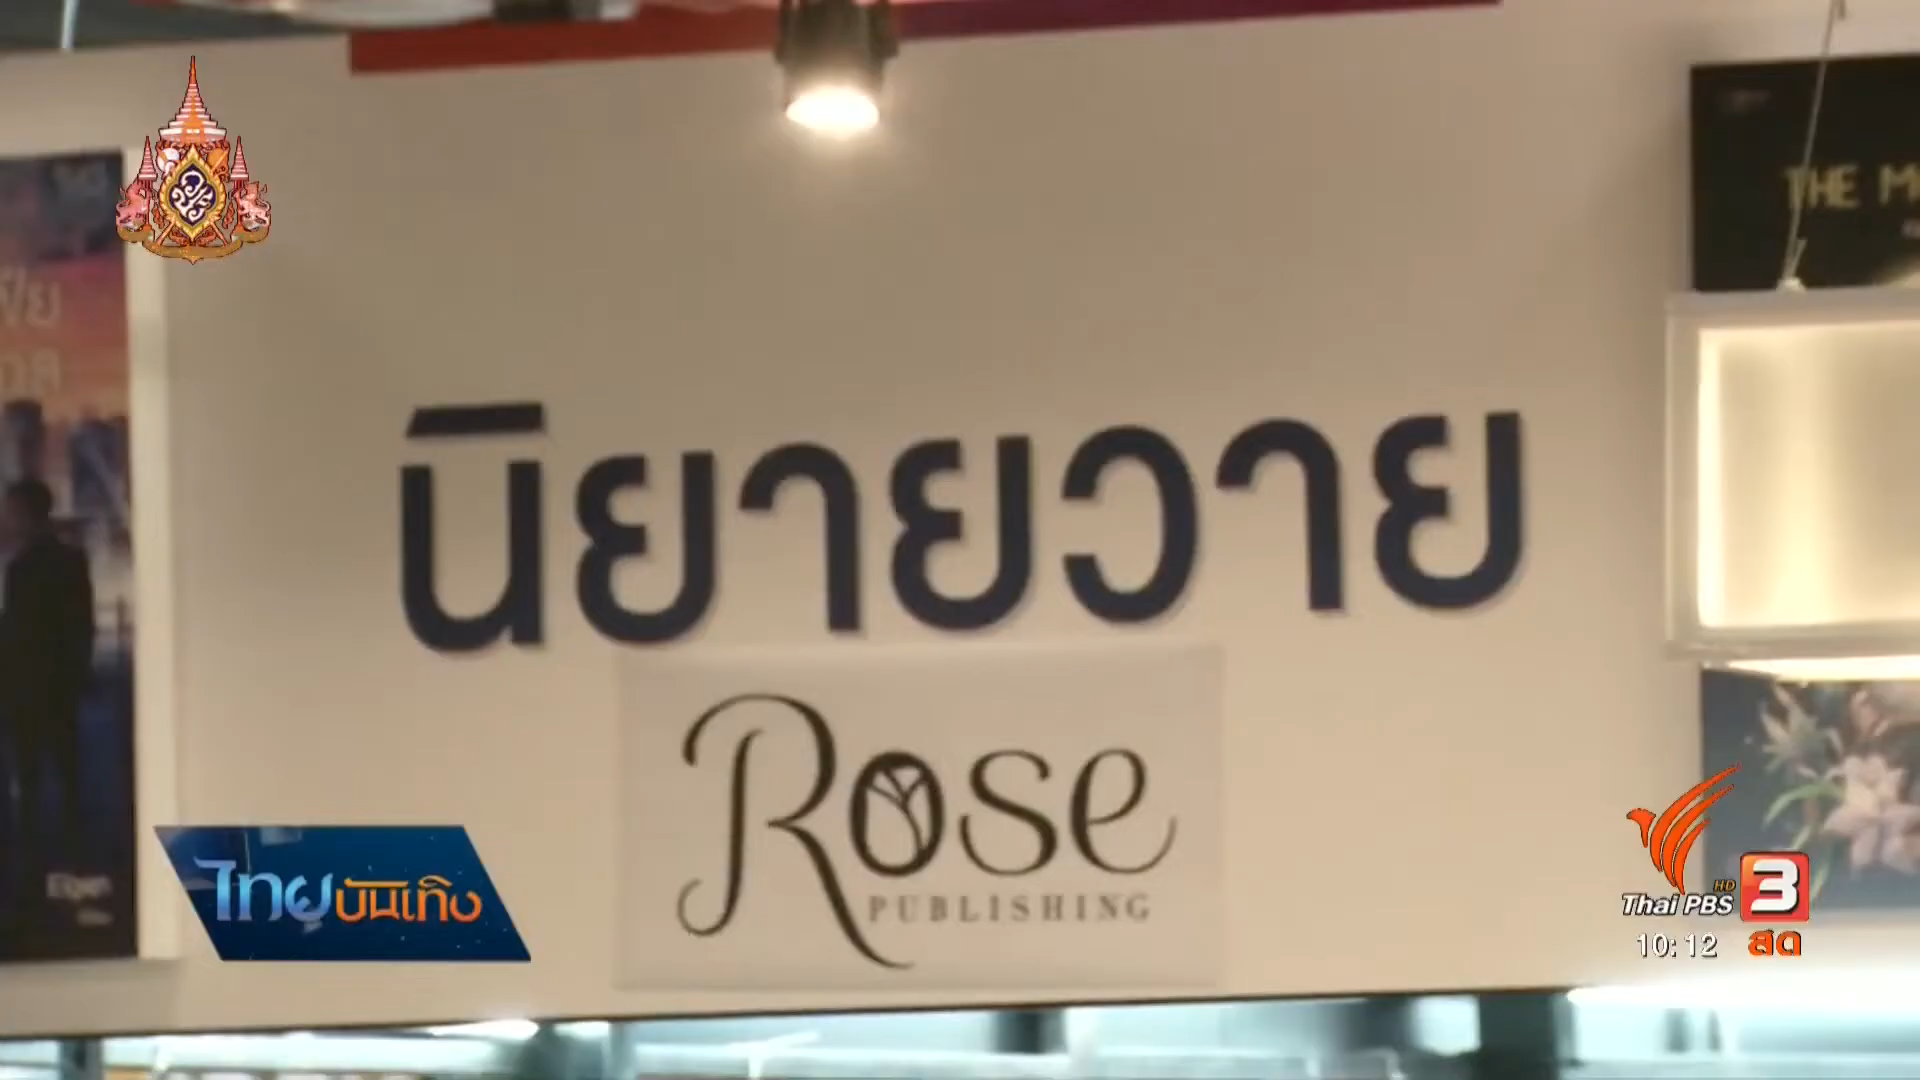 THE M
นิยายวาย
Rose
PUBLISHING
ไทยบันเทิง
Thai PBS HD 3
10:12 สด